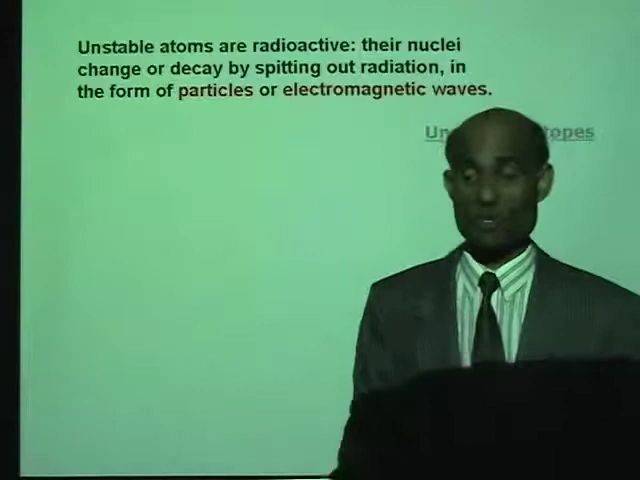 Unstable atoms are radioactive: their nuclei
change or decay by spitting out radiation, in
the form of particles or electromagnetic waves.